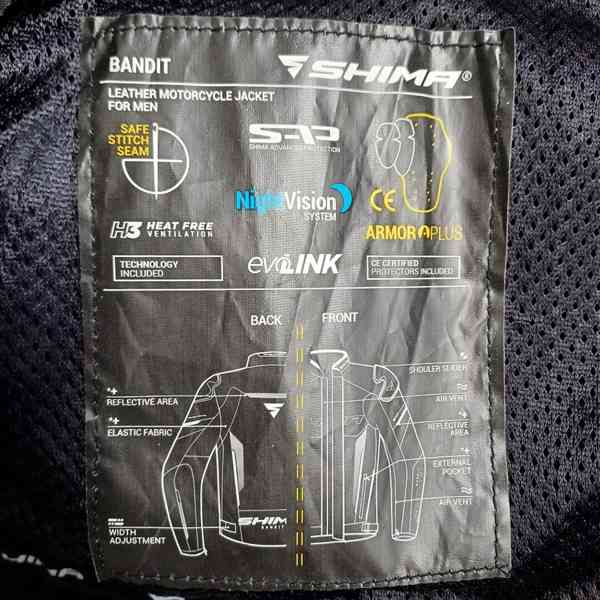 BANDIT
SHIMA®
LEATHER MOTORCYCLE JACKET
FOR MEN
SAFE
STITCH
SEAM
SAP
SHIMA ADVANCED PROTECTION
CE
NightVision
SYSTEM
H3 HEAT FREE
VENTILATION
ARMOR A PLUS
TECHNOLOGY
INCLUDED
evoLINK
CE CERTIFIED
PROTECTORS INCLUDED
BACK
FRONT
SHOULER SLIDER
REFLECTIVE AREA
AIR VENT
ELASTIC FABRIC
REFLECTIVE
AREA
EXTERNAL
POCKET
AIR VENT
WIDTH
ADJUSTMENT
SHIM
BANDIT